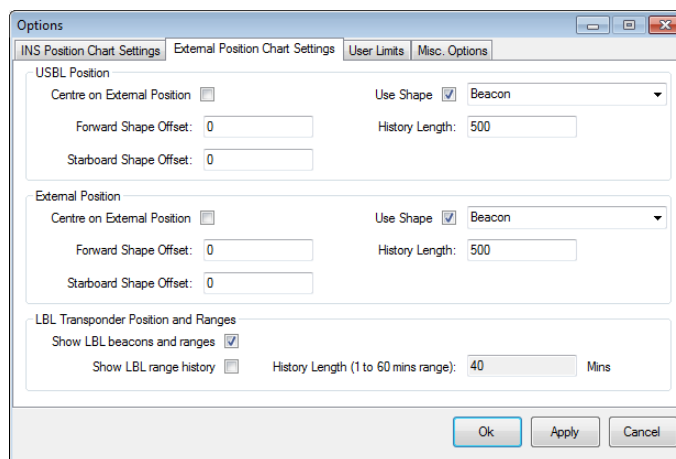 Options
INS Position Chart Settings External Position Chart Settings User Limits Misc. Options
USBL Position
Centre on External Position Use Shape Beacon
Forward Shape Offset: 0 History Length: 500
Starboard Shape Offset: 0
External Position
Centre on External Position Use Shape Beacon
Forward Shape Offset: 0 History Length: 500
Starboard Shape Offset: 0
LBL Transponder Position and Ranges
Show LBL beacons and ranges
Show LBL range history History Length (1 to 60 mins range): 40 Mins
Ok Apply Cancel